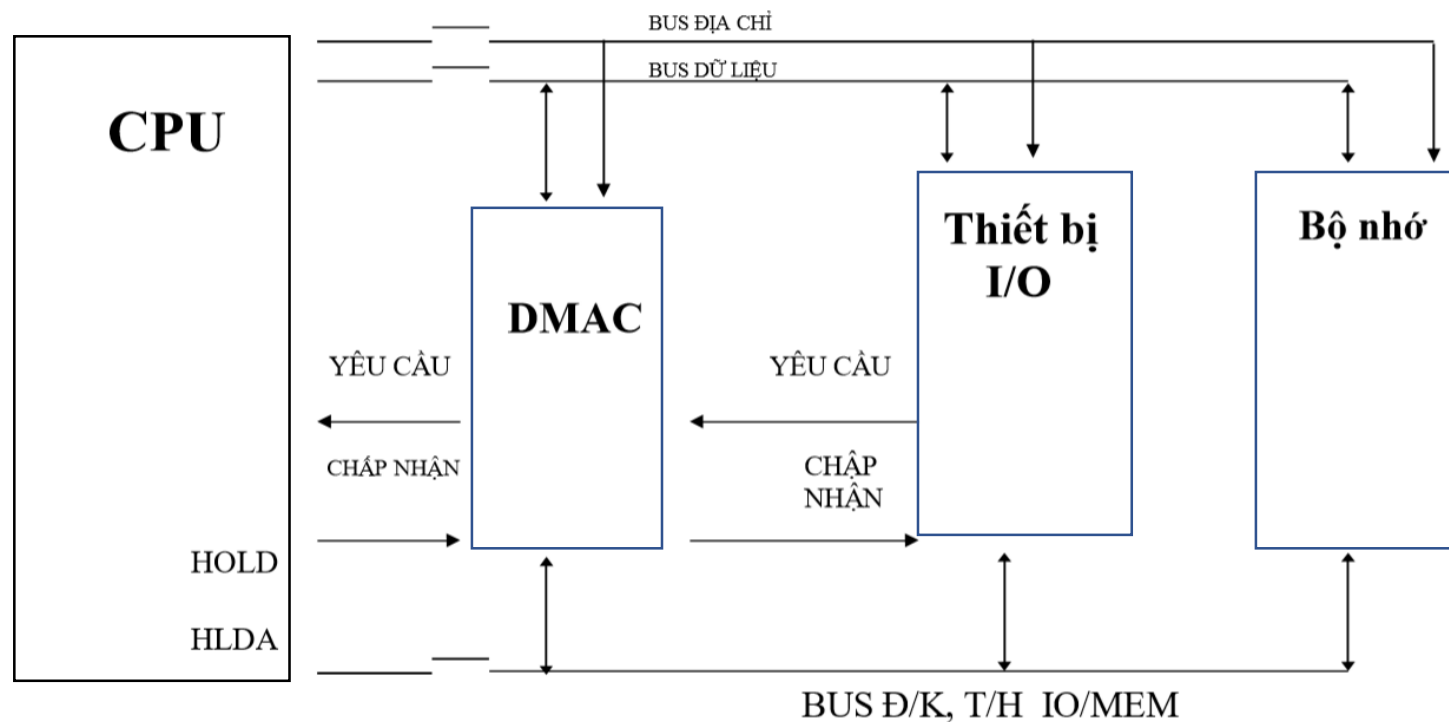 BUS ĐỊA CHỈ
BUS DỮ LIỆU
CPU
Thiết bị
I/O
Bộ nhớ
DMAC
YÊU CẦU
YÊU CẦU
CHẤP NHẬN
CHẬP
NHẬN
HOLD
HLDA
BUS Đ/K, T/H IO/MEM